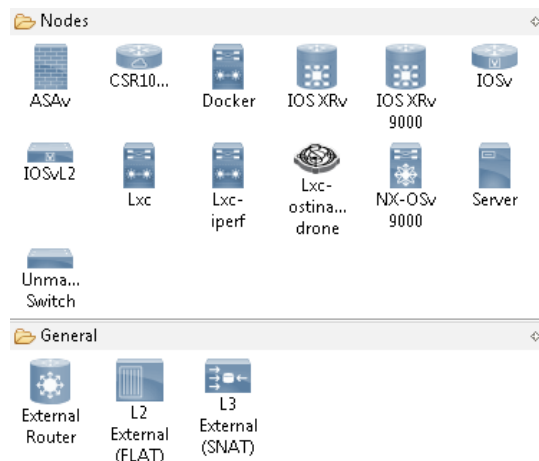 Nodes
ASAv
CSR10...
Docker
IOS XRv
IOS XRv
9000
IOSv
IOSvL2
Lxc
Lxc-
iperf
Lxc-
ostina...
drone
NX-OSv
9000
Server
Unma...
Switch
General
External
Router
L2
External
(FLAT)
L3
External
(SNAT)